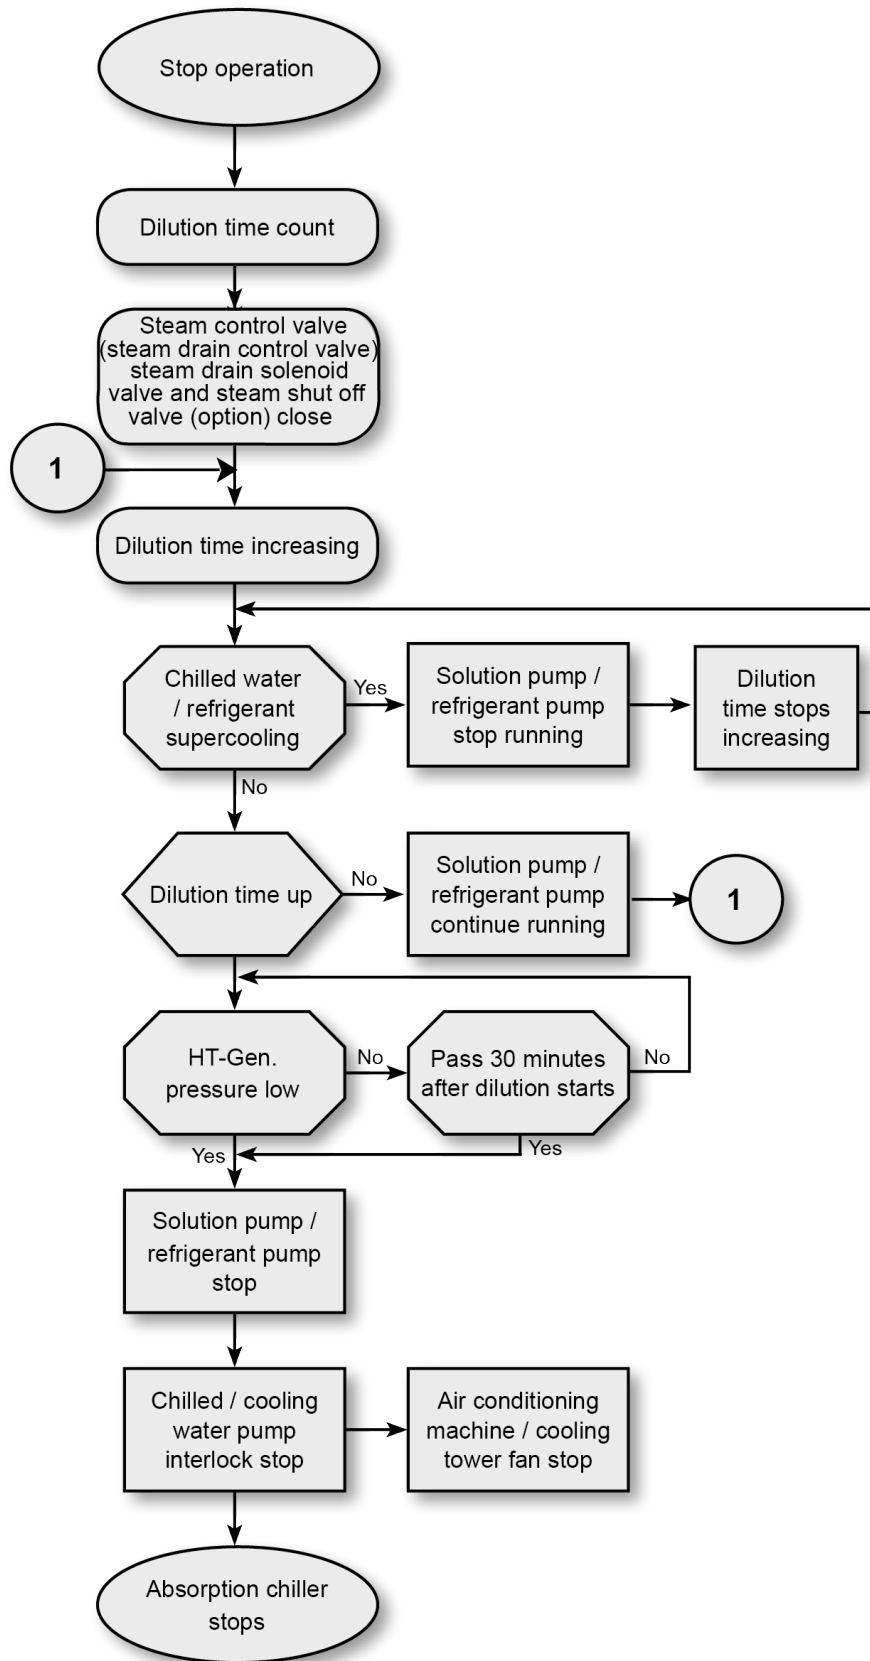 Stop operation
Dilution time count
Steam control valve
(steam drain control valve)
steam drain solenoid
valve and steam shut off
valve (option) close
1
Dilution time increasing
Chilled water
/ refrigerant
supercooling
Yes
Solution pump /
refrigerant pump
stop running
Dilution
time stops
increasing
No
Dilution time up
No
Solution pump /
refrigerant pump
continue running
1
HT-Gen.
pressure low
No
Pass 30 minutes
after dilution starts
No
Yes
Yes
Solution pump /
refrigerant pump
stop
Chilled / cooling
water pump
interlock stop
Air conditioning
machine / cooling
tower fan stop
Absorption chiller
stops